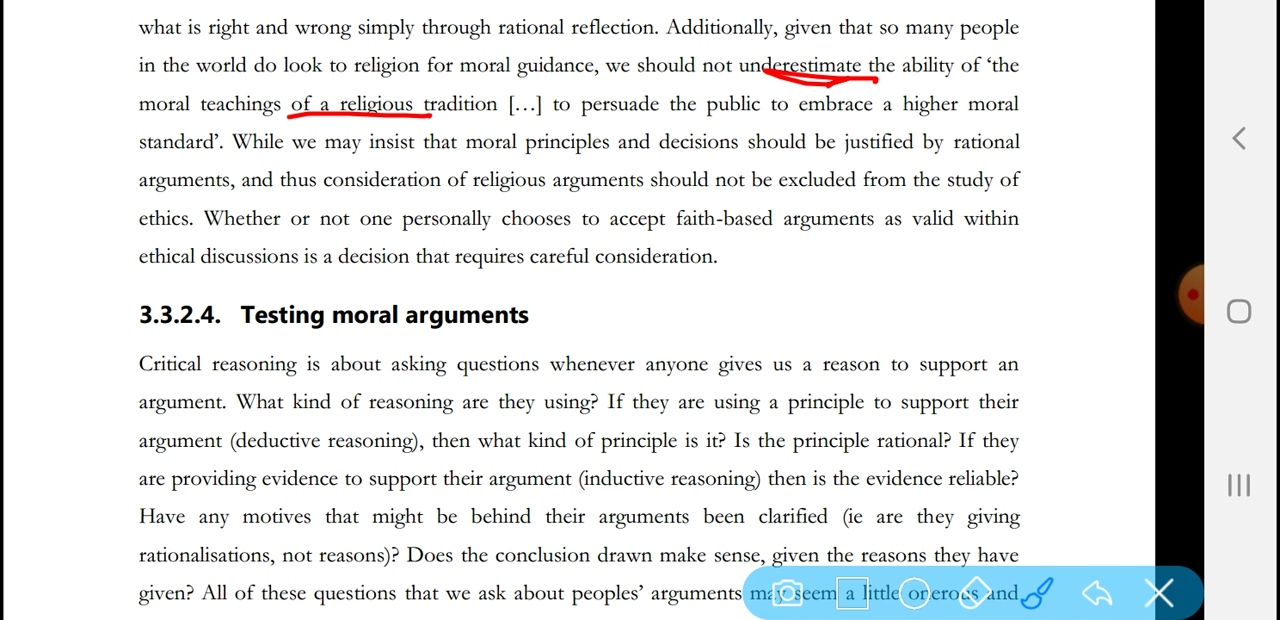 what is right and wrong simply through rational reflection. Additionally, given that so many people
in the world do look to religion for moral guidance, we should not underestimate the ability of ‘the
moral teachings of a religious tradition […] to persuade the public to embrace a higher moral
standard’. While we may insist that moral principles and decisions should be justified by rational
arguments, and thus consideration of religious arguments should not be excluded from the study of
ethics. Whether or not one personally chooses to accept faith-based arguments as valid within
ethical discussions is a decision that requires careful consideration.
3.3.2.4. Testing moral arguments
Critical reasoning is about asking questions whenever anyone gives us a reason to support an
argument. What kind of reasoning are they using? If they are using a principle to support their
argument (deductive reasoning), then what kind of principle is it? Is the principle rational? If they
are providing evidence to support their argument (inductive reasoning) then is the evidence reliable?
Have any motives that might be behind their arguments been clarified (ie are they giving
rationalisations, not reasons)? Does the conclusion drawn make sense, given the reasons they have
given? All of these questions that we ask about peoples’ arguments may seem a little onerous and